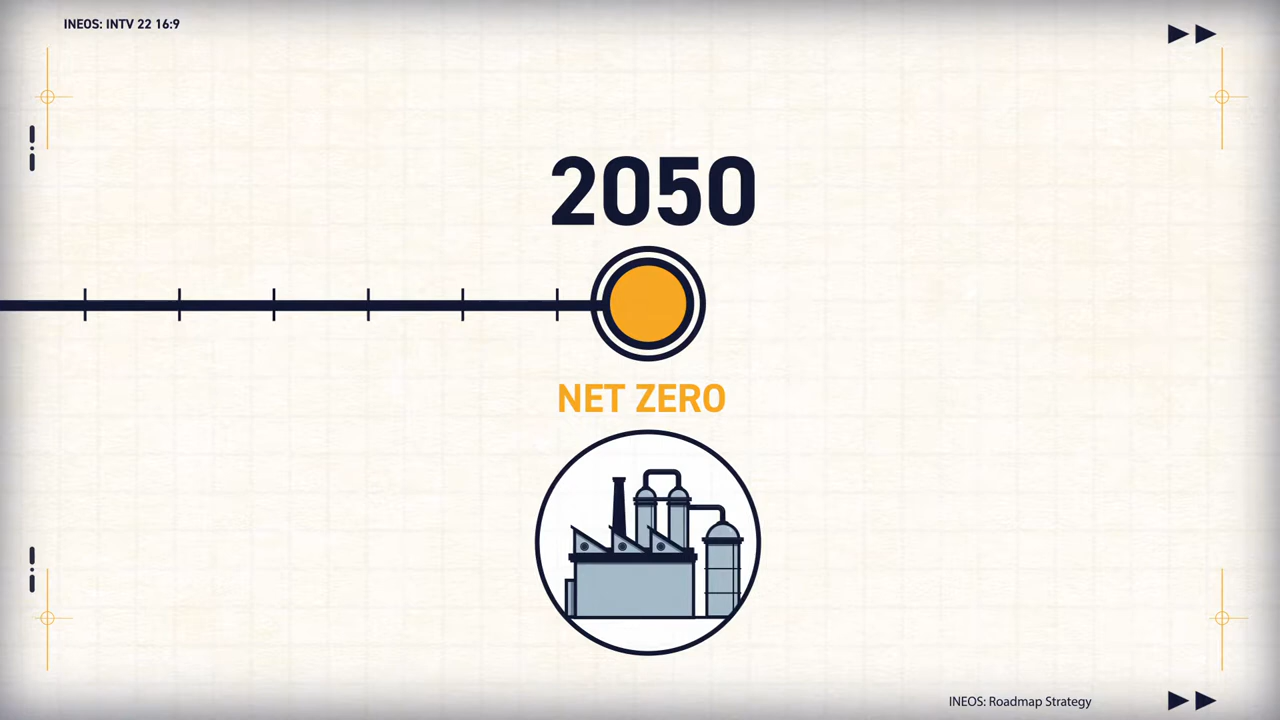 INEOS: INTV 22 16:9
2050
NET ZERO
INEOS: Roadmap Strategy